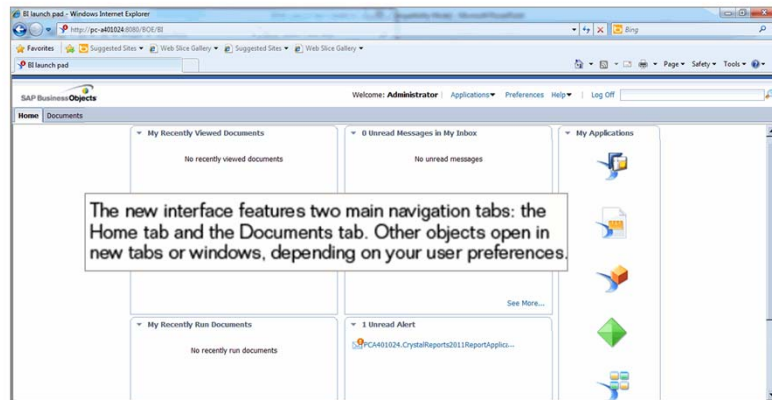 BI launch pad - Windows Internet Explorer
http://pc-a401024:8080/BOE/BI
Bing
Favorites Suggested Sites Web Slice Gallery Suggested Sites Web Slice Gallery
BI launch pad
Page Safety Tools
SAP BusinessObjects
Welcome: Administrator | Applications Preferences Help | Log Off
Home Documents
My Recently Viewed Documents
No recently viewed documents
0 Unread Messages in My Inbox
No unread messages
My Applications
The new interface features two main navigation tabs: the
Home tab and the Documents tab. Other objects open in
new tabs or windows, depending on your user preferences.
See More...
My Recently Run Documents
No recently run documents
1 Unread Alert
PCA401024.CrystalReports2011ReportApplica...